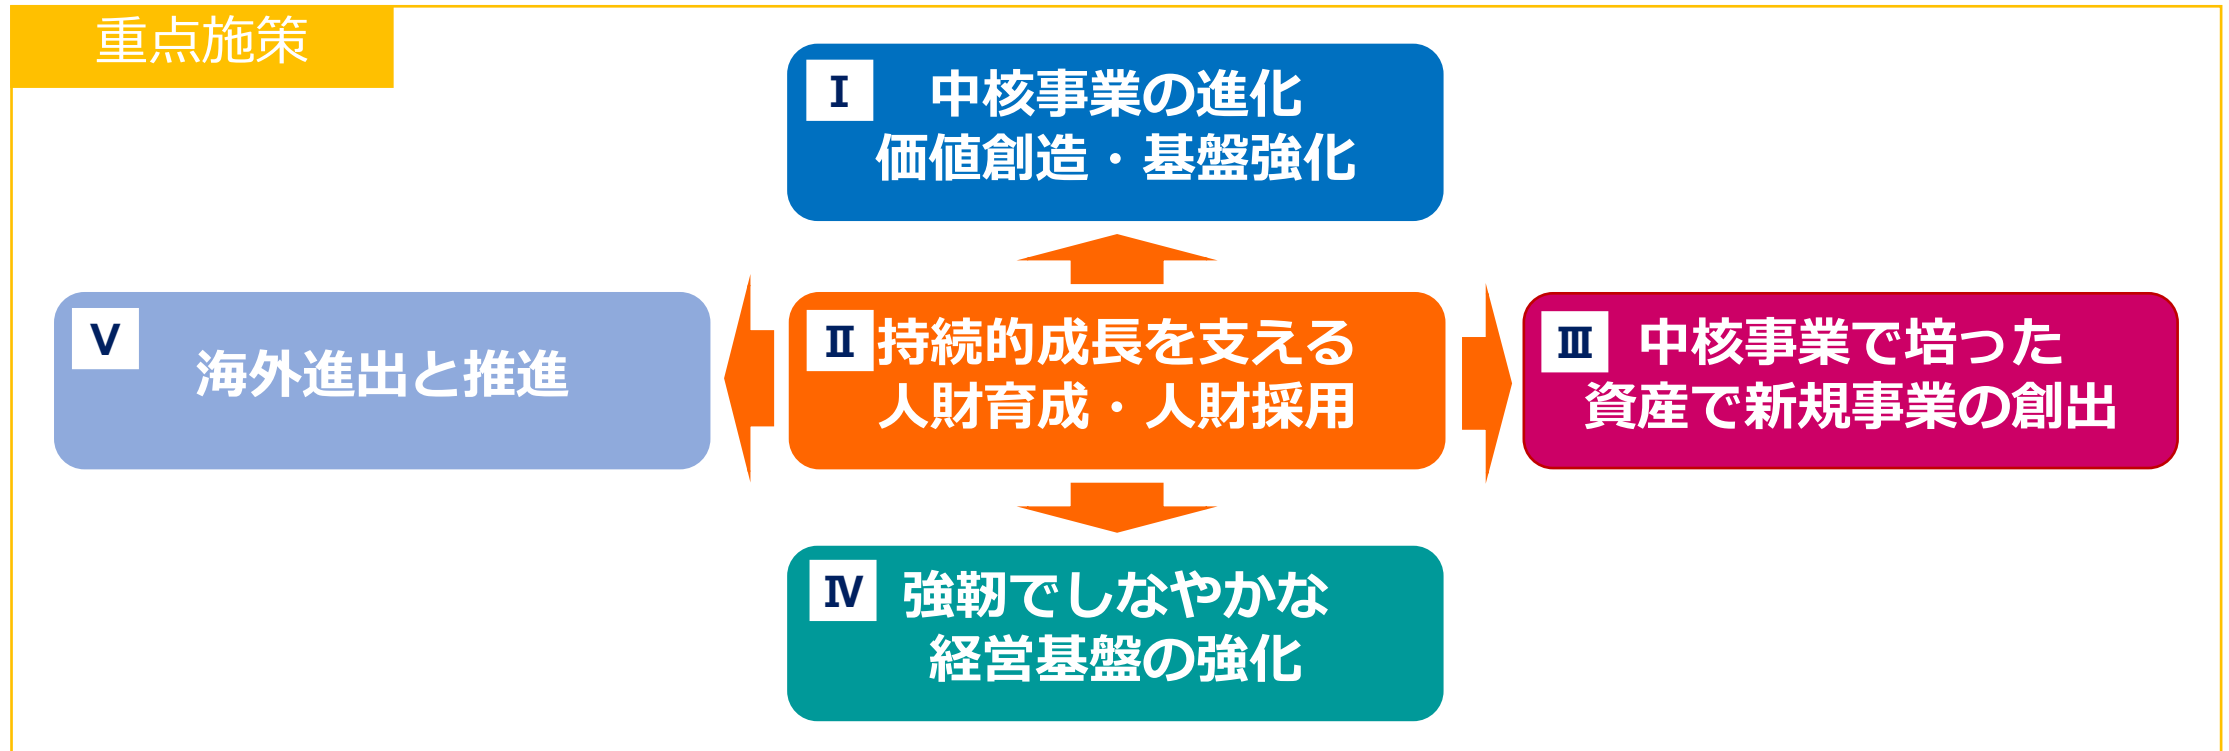 重点施策
Ⅰ
中核事業の進化
価値創造・基盤強化
Ⅴ
海外進出と推進
Ⅱ
持続的成長を支える
人財育成・人財採用
Ⅲ
中核事業で培った
資産で新規事業の創出
Ⅳ
強靭でしなやかな
経営基盤の強化